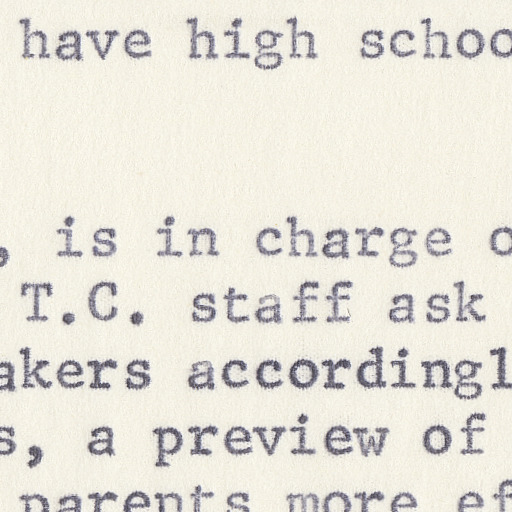 have high schoo
, is in charge o
T.C. staff ask
akers accordingl
s, a preview of
parents more ef